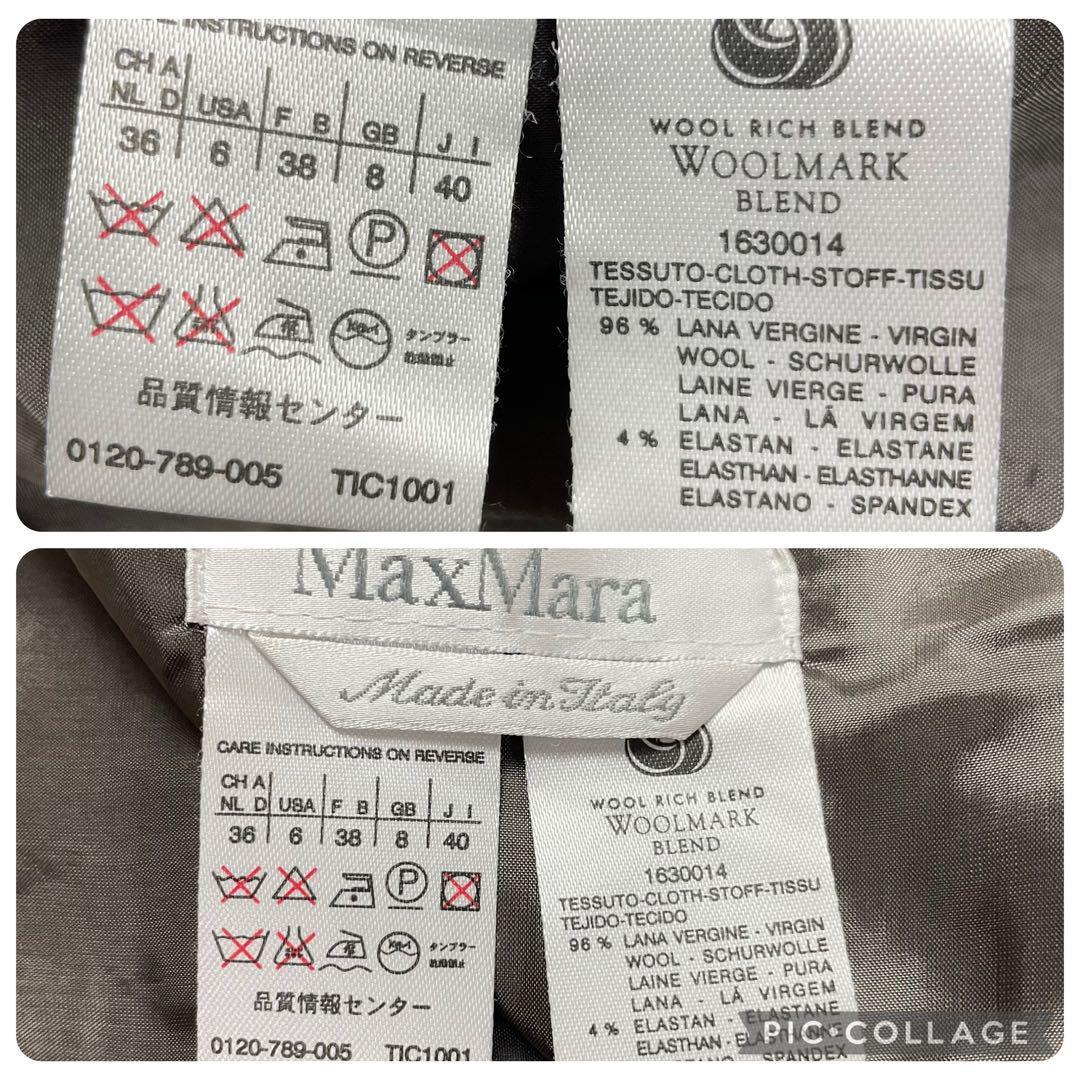 INSTRUCTIONS ON REVERSE
CH A
NL D USA F B GB J I
36 6 38 8 40
P
タンプラー
品質情報センター
0120-789-005 TIC1001
WOOL RICH BLEND
WOOLMARK
BLEND
1630014
TESSUTO-CLOTH-STOFF-TISSU
TEJIDO-TECIDO
96 % LANA VERGINE - VIRGIN
WOOL - SCHURWOLLE
LAINE VIERGE - PURA
LANA - LÃ VIRGEM
4 % ELASTAN - ELASTANE
ELASTHAN - ELASTHANNE
ELASTANO - SPANDEX
MaxMara
Made in Italy
CARE INSTRUCTIONS ON REVERSE
CH A
NL D USA F B GB J I
36 6 38 8 40
P
タンプラー
品質情報センター
0120-789-005 TIC1001
WOOL RICH BLEND
WOOLMARK
BLEND
1630014
TESSUTO-CLOTH-STOFF-TISSU
TEJIDO-TECIDO
96 % LANA VERGINE - VIRGIN
WOOL - SCHURWOLLE
LAINE VIERGE - PURA
LANA - LÃ VIRGEM
4 % ELASTAN - ELASTANE
ELASTHAN - ELASTHANNE
ELASTANO - SPANDEX
PIC•COLLAGE